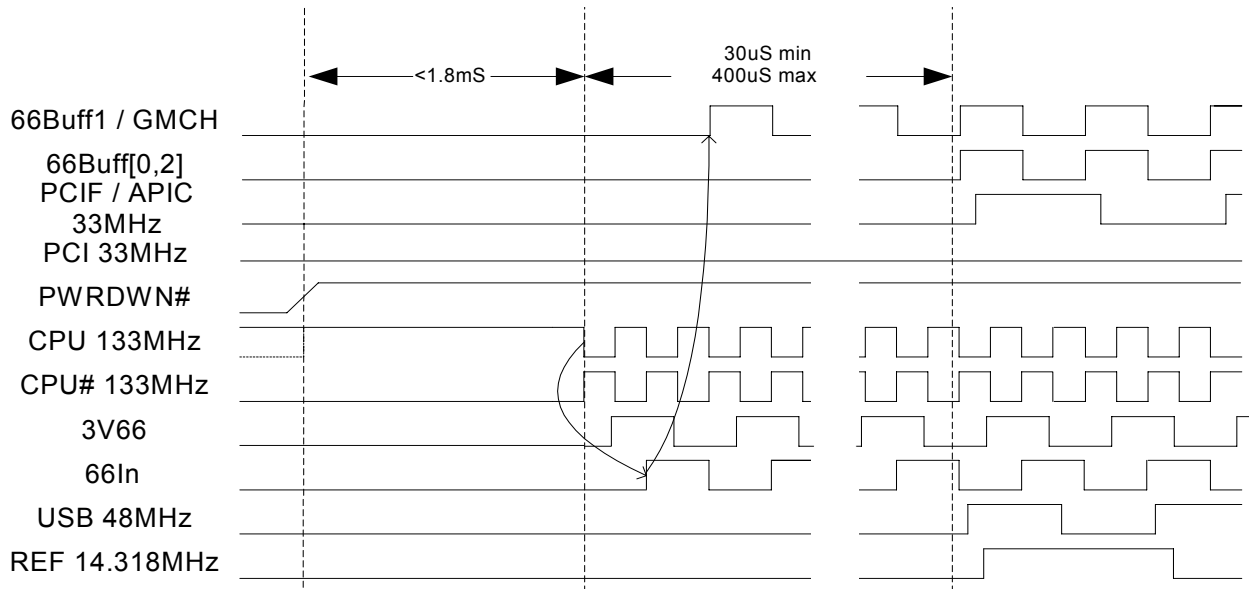 <1.8mS
30uS min
400uS max
66Buff1 / GMCH
66Buff[0,2]
PCIF / APIC
33MHz
PCI 33MHz
PWRDWN#
CPU 133MHz
CPU# 133MHz
3V66
66In
USB 48MHz
REF 14.318MHz